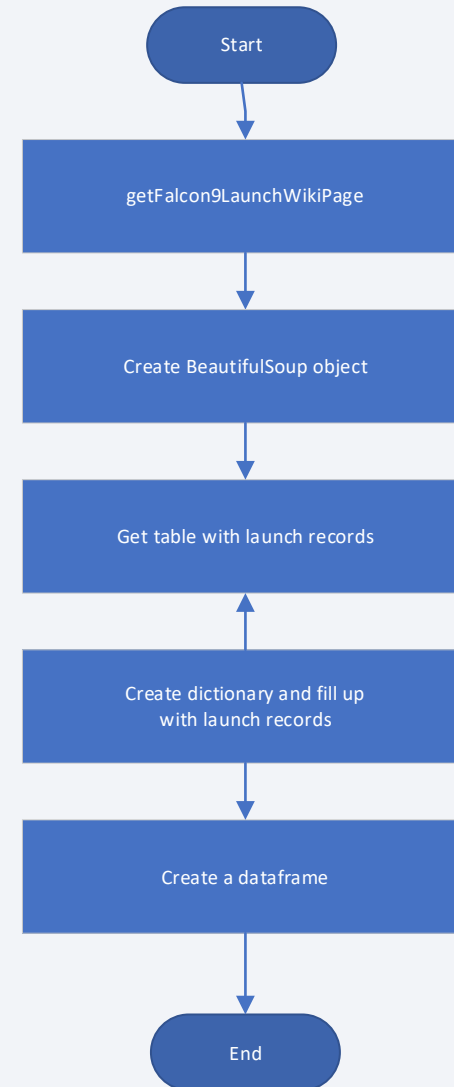 Start
getFalcon9LaunchWikiPage
Create BeautifulSoup object
Get table with launch records
Create dictionary and fill up
with launch records
Create a dataframe
End